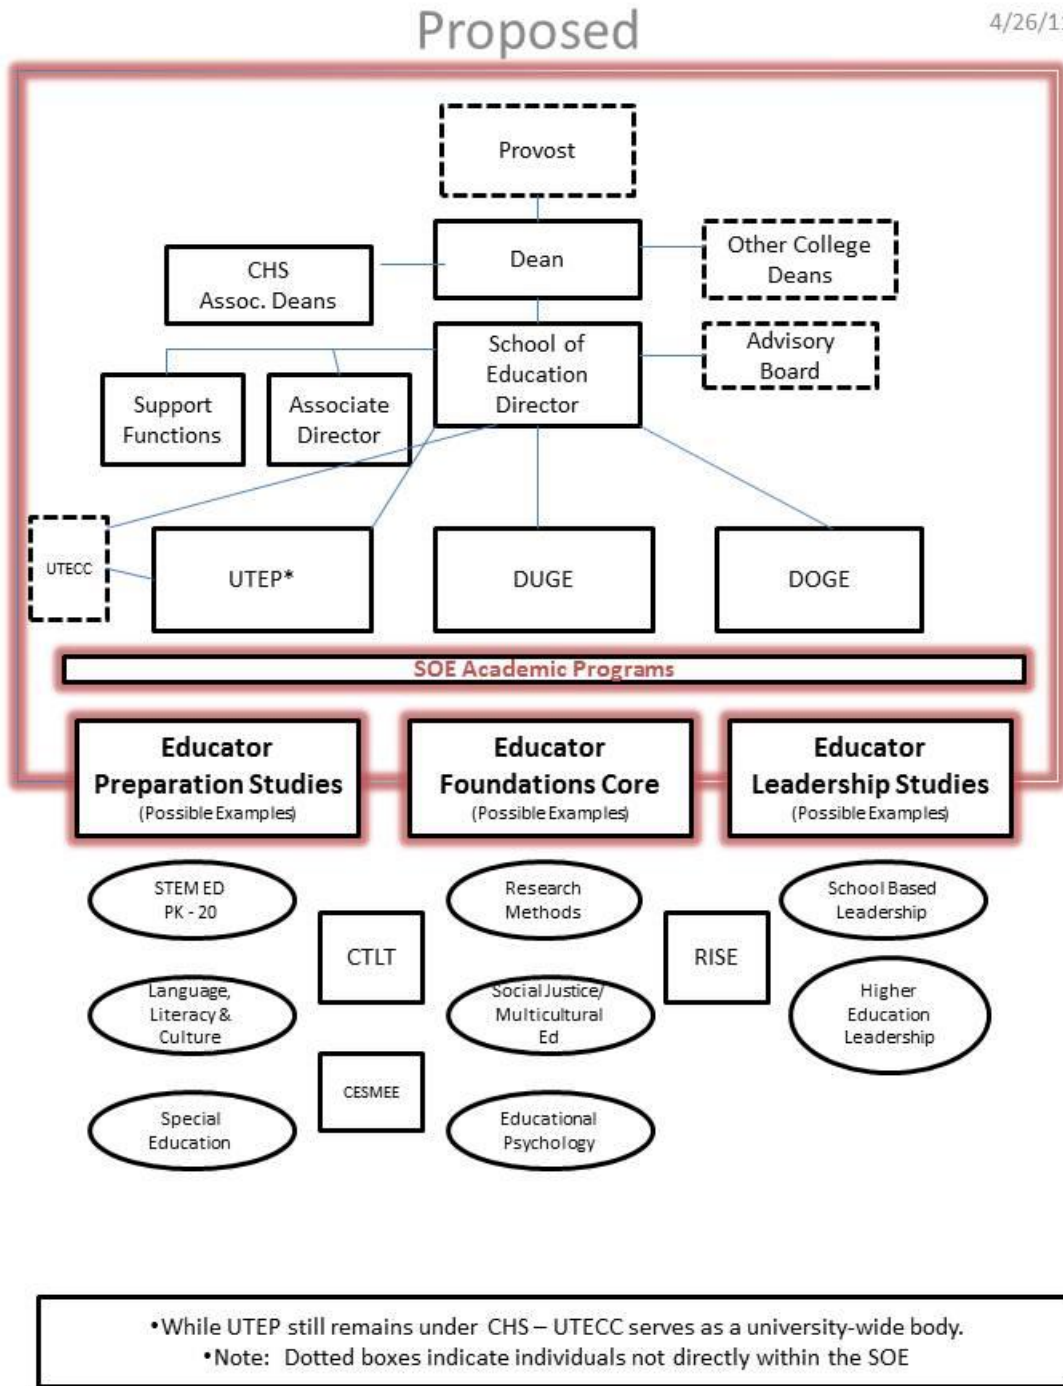 Proposed
4/26/1
Provost
Dean
Other College
Deans
CHS
Assoc. Deans
School of
Education
Director
Advisory
Board
Support
Functions
Associate
Director
UTECC
UTEP*
DUGE
DOGE
SOE Academic Programs
Educator
Preparation Studies
(Possible Examples)
Educator
Foundations Core
(Possible Examples)
Educator
Leadership Studies
(Possible Examples)
STEM ED
PK - 20
Research
Methods
School Based
Leadership
CTLT
RISE
Language,
Literacy &
Culture
Social Justice/
Multicultural
Ed
Higher
Education
Leadership
CESMEE
Special
Education
Educational
Psychology
•While UTEP still remains under CHS – UTECC serves as a university-wide body.
•Note: Dotted boxes indicate individuals not directly within the SOE